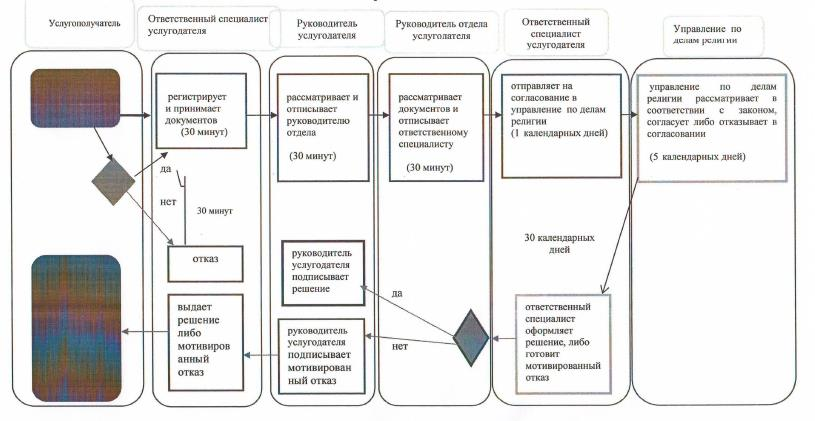 Услугополучатель
Ответственный специалист
услугодателя
Руководитель
услугодателя
Руководитель отдела
услугодателя
Ответственный
специалист
услугодателя
Управление по
делам религии
регистрирует
и принимает
документов
(30 минут)
рассматривает и
отписывает
руководителю
отдела
(30 минут)
рассматривает
документов и
отписывает
ответственному
специалисту
(30 минут)
отправляет на
согласование в
управление по делам
религии
(1 календарных дней)
управление по делам
религии рассматривает в
соответствии с законом,
согласует либо отказывает в
согласовании
(5 календарных дней)
да
нет
30 минут
отказ
30 календарных
дней
руководитель
услугодателя
подписывает
решение
да
нет
выдает
решение
либо
мотивиров
анный
отказ
руководитель
услугодателя
подписывает
мотивирован
ный отказ
ответственный
специалист
оформляет
решение, либо
готовит
мотивированный
отказ